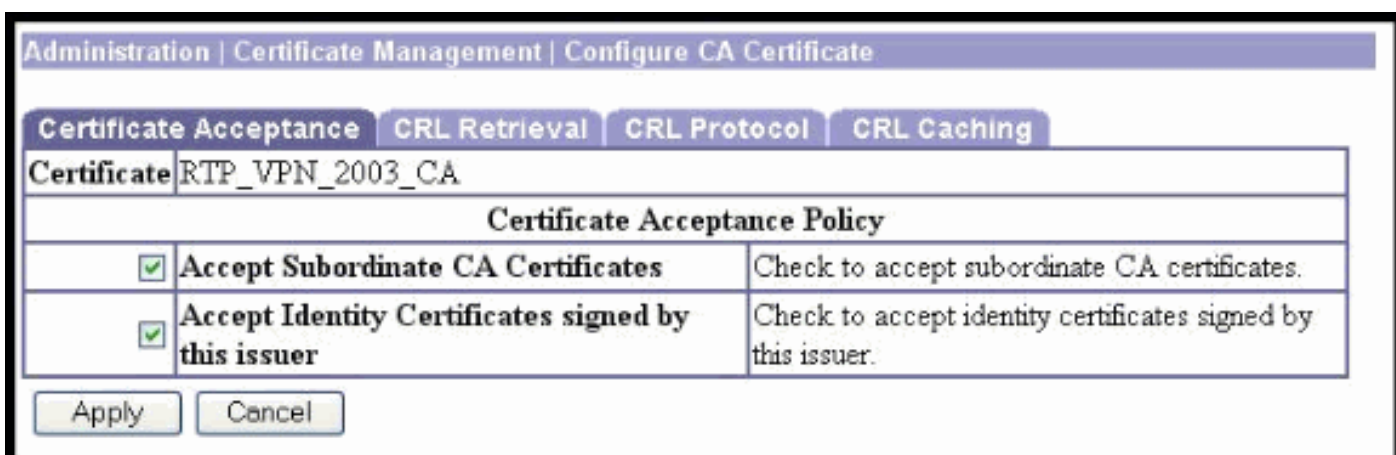 Administration | Certificate Management | Configure CA Certificate
Certificate Acceptance CRL Retrieval CRL Protocol CRL Caching
Certificate RTP_VPN_2003_CA
Certificate Acceptance Policy
Accept Subordinate CA Certificates Check to accept subordinate CA certificates.
Accept Identity Certificates signed by
this issuer
Check to accept identity certificates signed by
this issuer.
Apply Cancel